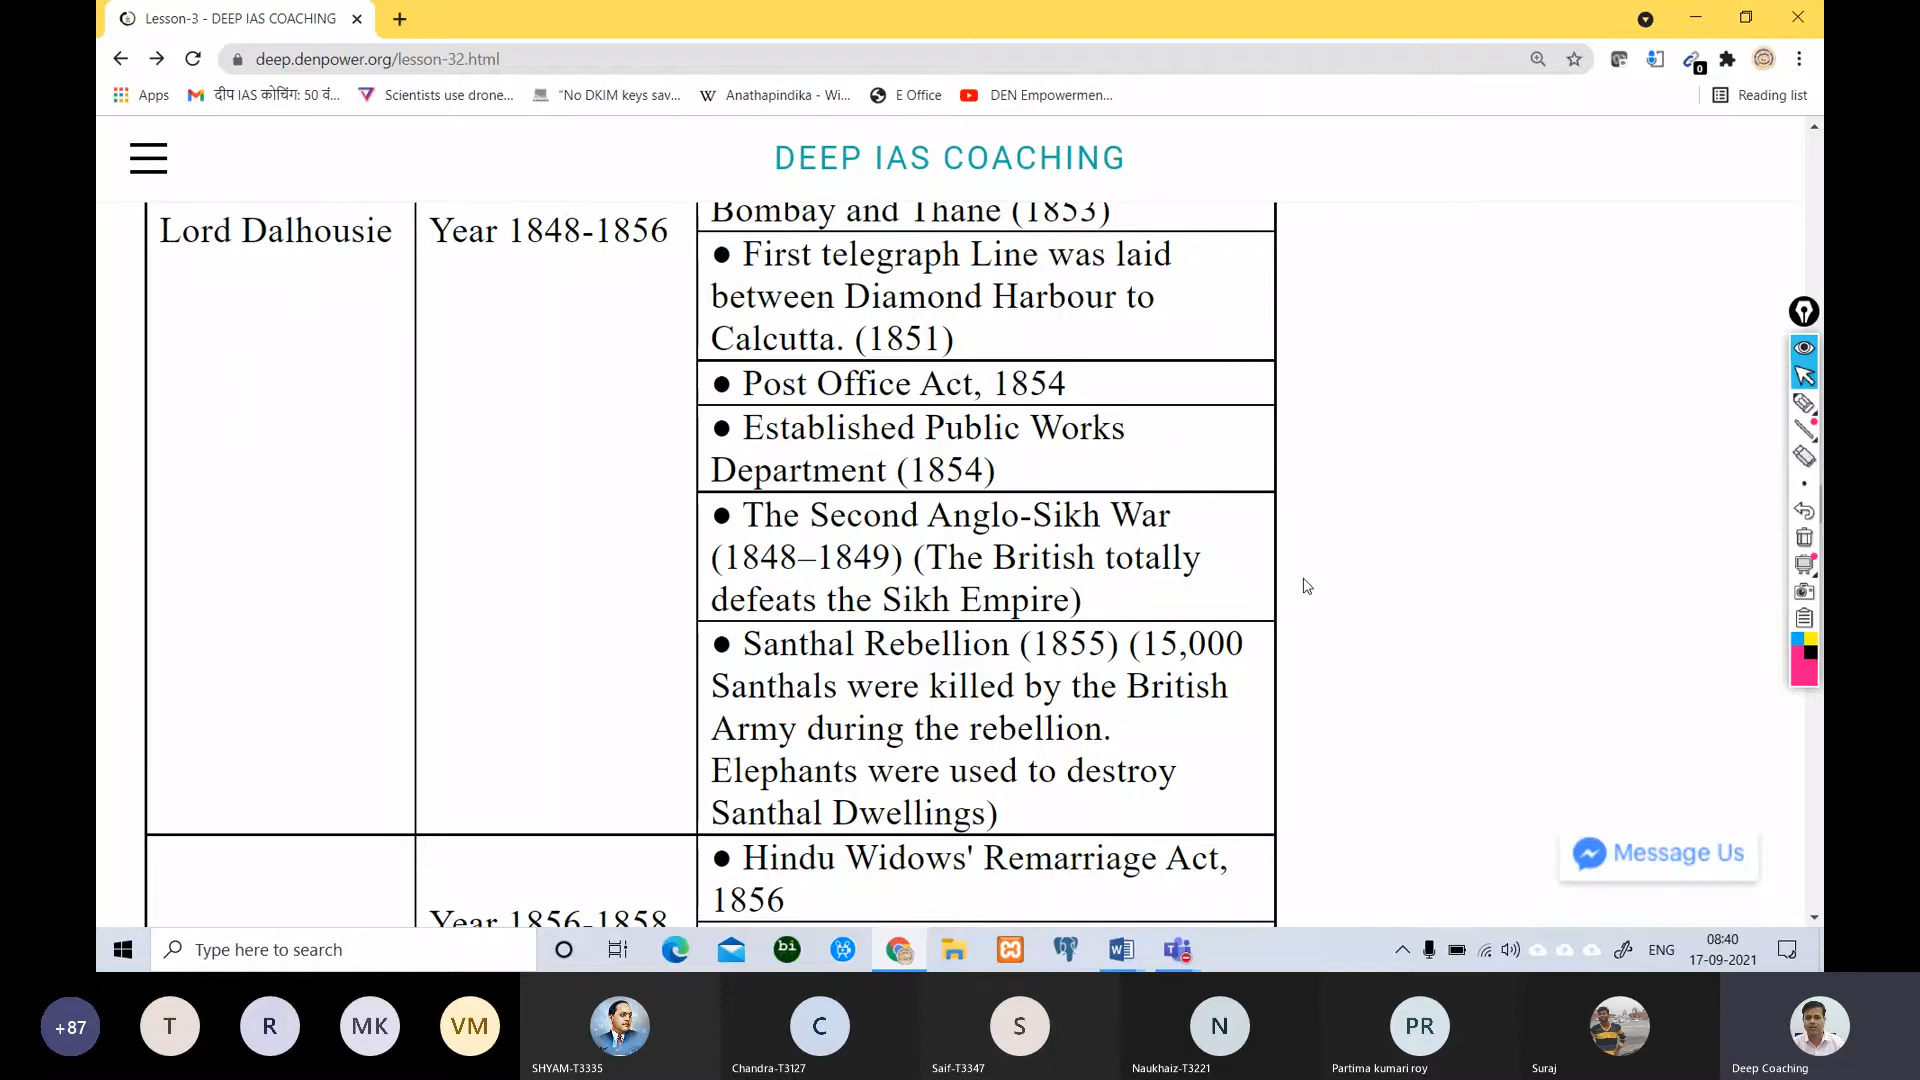 Lesson-3 - DEEP IAS COACHING
deep.denpower.org/lesson-32.html
0
Apps
दीप IAS कोचिंग: 50 वं...
Scientists use drone...
"No DKIM keys sav...
W Anathapindika - Wi...
E Office
DEN Empowermen...
Reading list
DEEP IAS COACHING
Lord Dalhousie
Year 1848-1856
Bombay and Thane (1853)
● First telegraph Line was laid
between Diamond Harbour to
Calcutta. (1851)
● Post Office Act, 1854
● Established Public Works
Department (1854)
● The Second Anglo-Sikh War
(1848–1849) (The British totally
defeats the Sikh Empire)
● Santhal Rebellion (1855) (15,000
Santhals were killed by the British
Army during the rebellion.
Elephants were used to destroy
Santhal Dwellings)
● Hindu Widows' Remarriage Act,
1856
Year 1856-1858
Message Us
Type here to search
bi
ENG
08:40
17-09-2021
+87
T
R
MK
VM
C
S
N
PR
SHYAM-T3335
Chandra-T3127
Saif-T3347
Naukhaiz-T3221
Partima kumari roy
Suraj
Deep Coaching